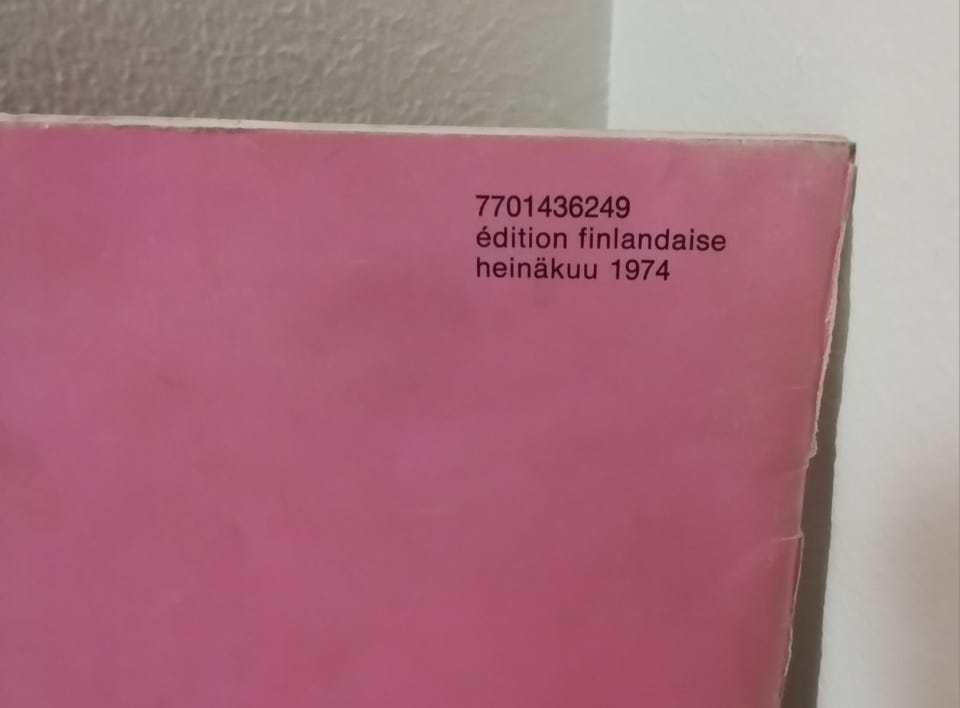 7701436249
édition finlandaise
heinäkuu 1974